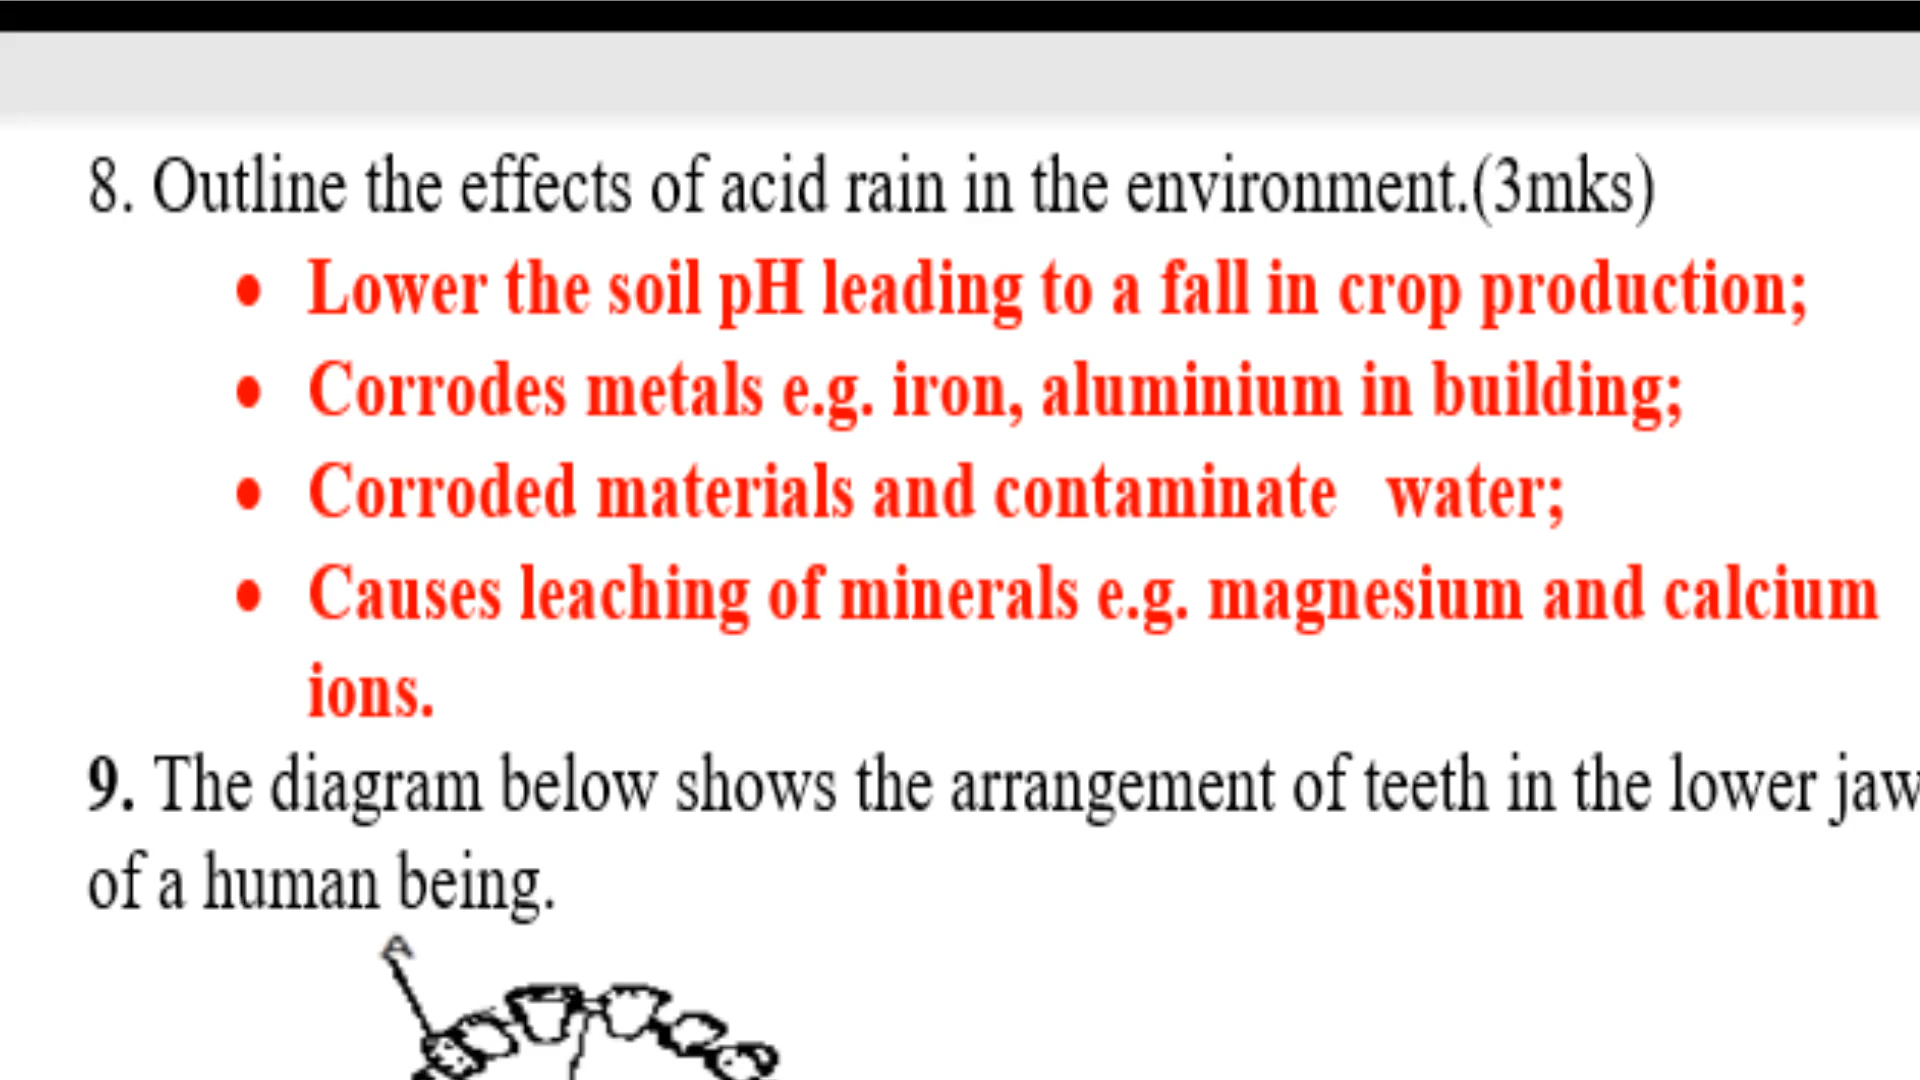 8. Outline the effects of acid rain in the environment.(3mks)
• Lower the soil pH leading to a fall in crop production;
• Corrodes metals e.g. iron, aluminium in building;
• Corroded materials and contaminate water;
• Causes leaching of minerals e.g. magnesium and calcium
ions.
9. The diagram below shows the arrangement of teeth in the lower jaw
of a human being.
A